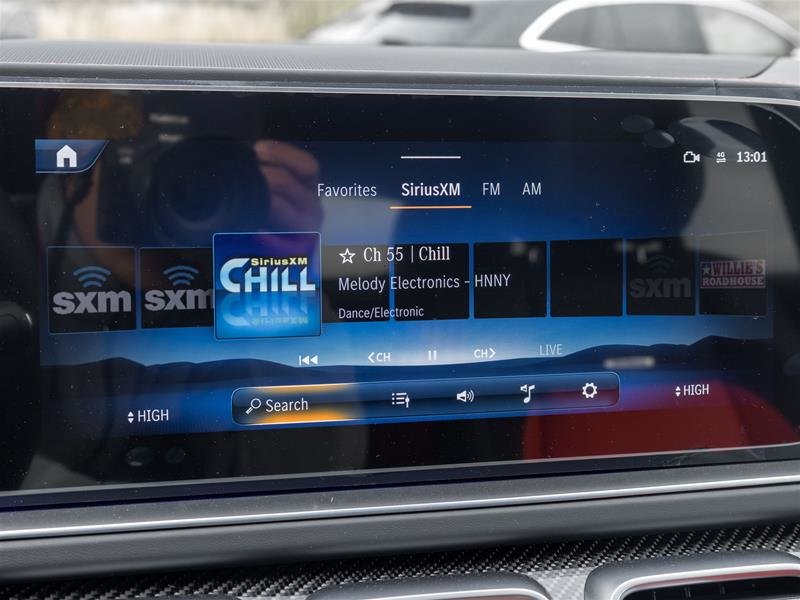 4G 13:01
Favorites SiriusXM FM AM
sxm
sxm
SiriusXM
CHILL
Ch 55 | Chill
Melody Electronics - HNNY
Dance/Electronic
sxm
WILLIE'S
ROADHOUSE
CH CH LIVE
HIGH
Search
HIGH